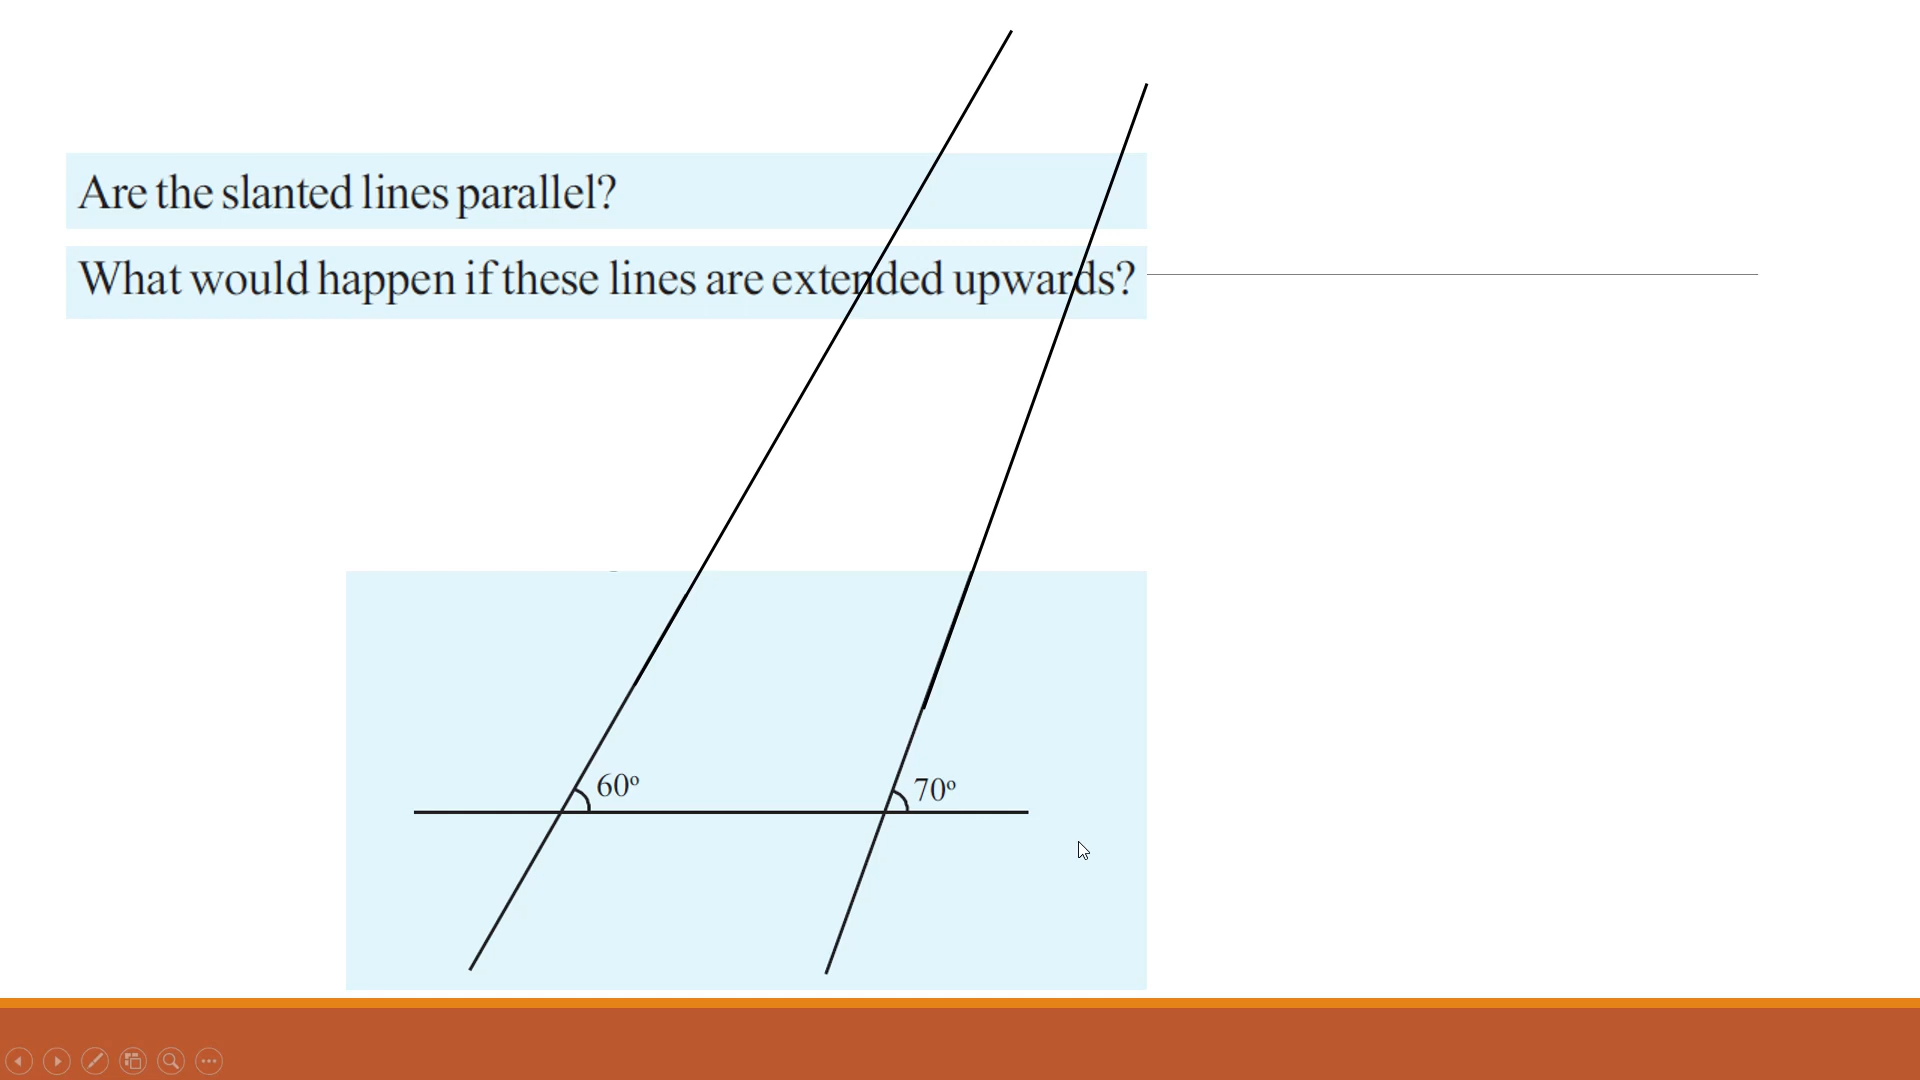 Are the slanted lines parallel?
What would happen if these lines are extended upwards?
60º
70º